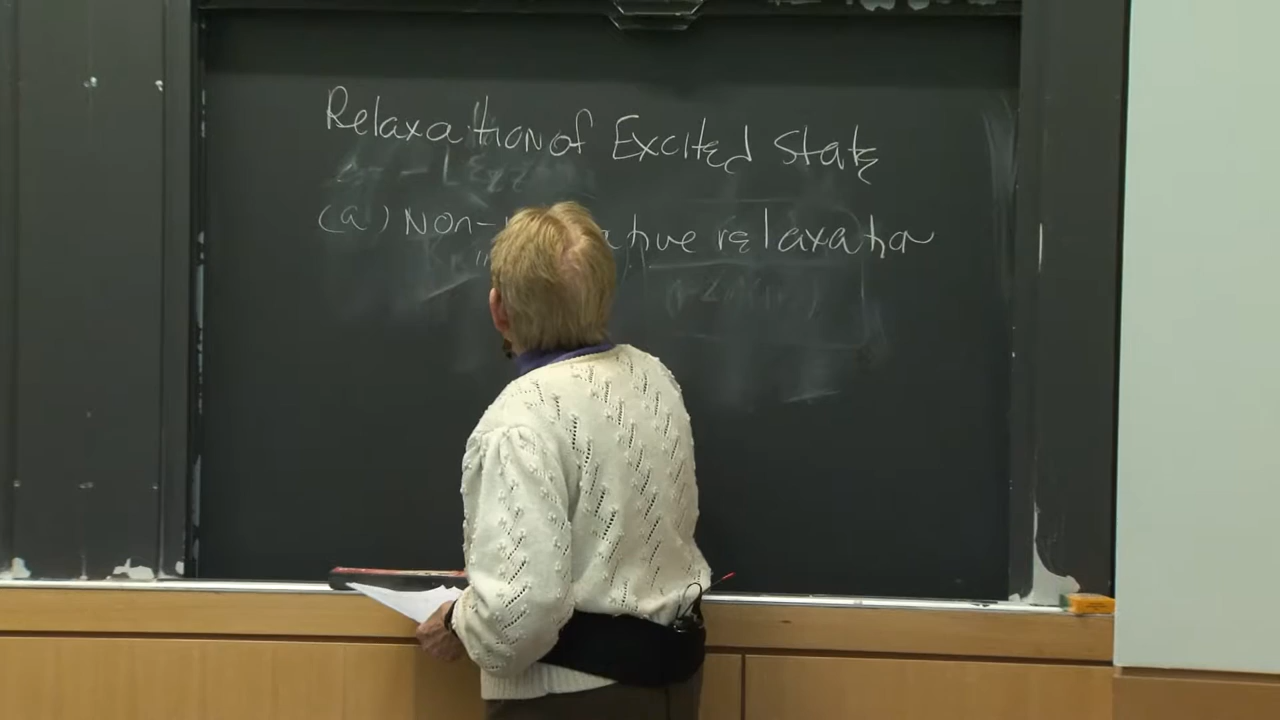 Relaxation of Excited State
(a) Non- ative relaxation